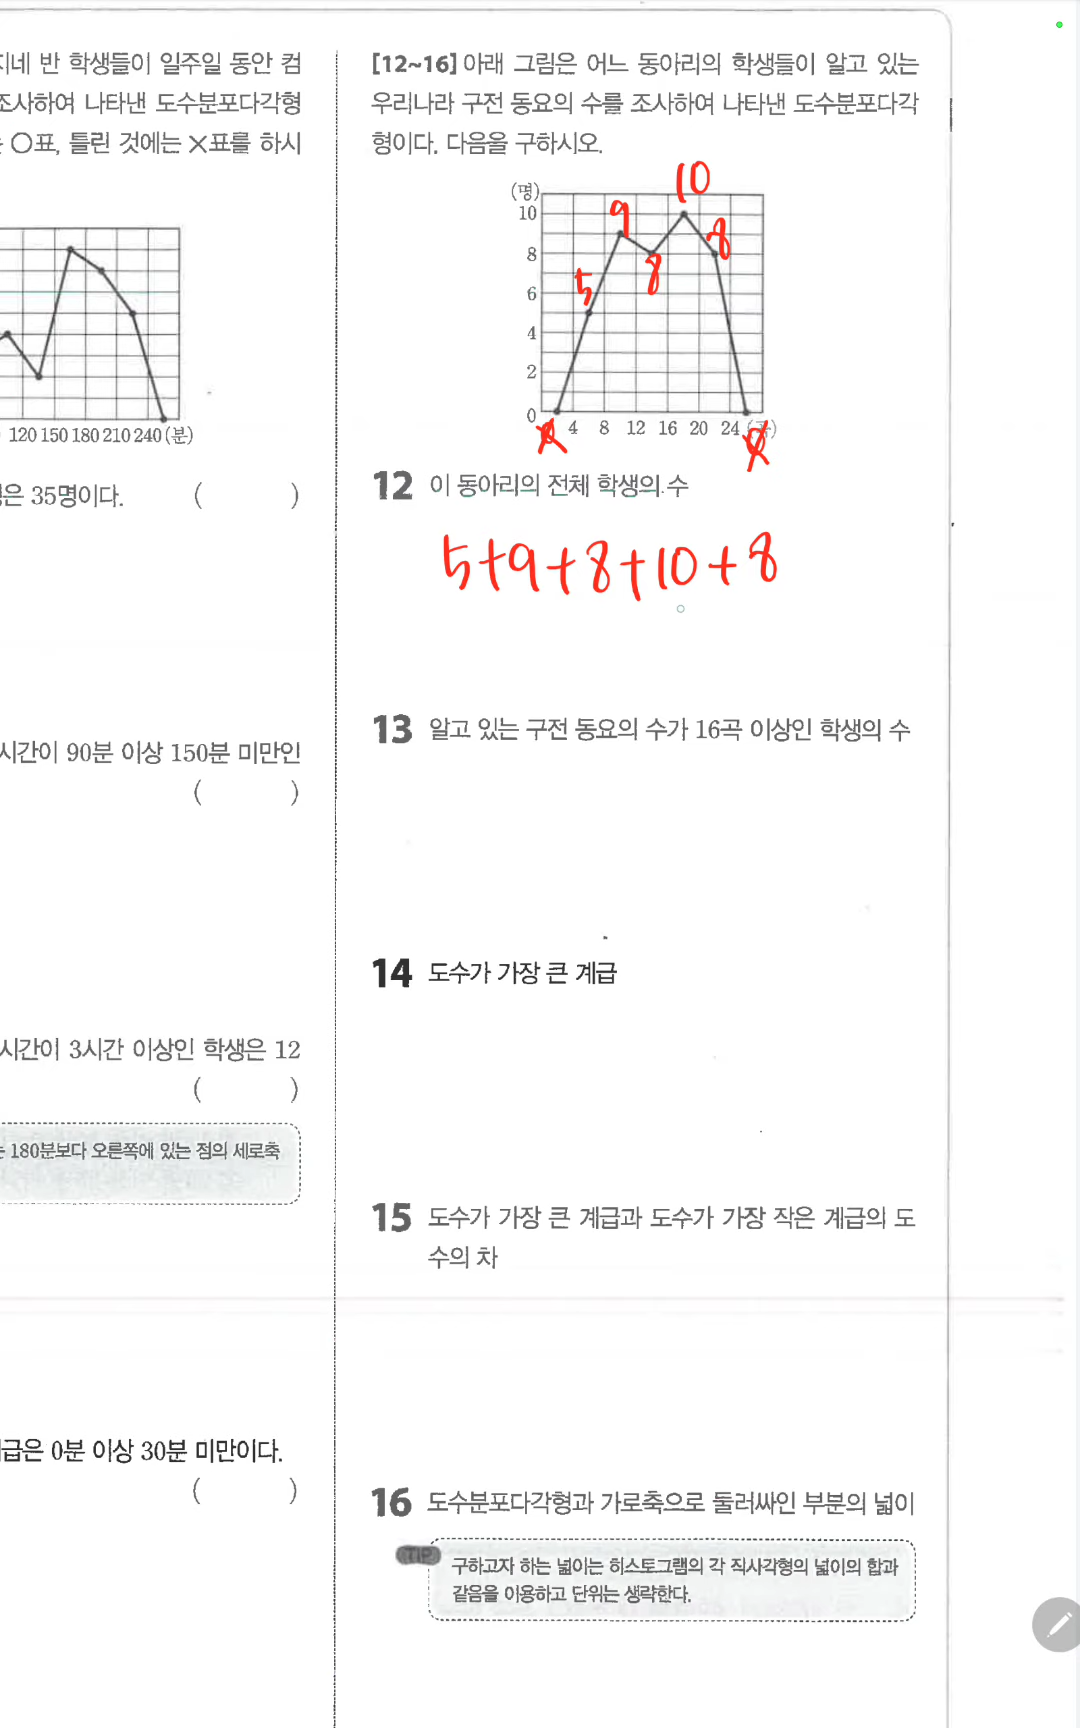 지네 반 학생들이 일주일 동안 컴
조사하여 나타낸 도수분포다각형
○표, 틀린 것에는 ×표를 하시
120 150 180 210 240 (분)
은 35명이다. ( )
시간이 90분 이상 150분 미만인
( )
시간이 3시간 이상인 학생은 12
( )
180분보다 오른쪽에 있는 점의 세로축
급은 0분 이상 30분 미만이다.
( )
[12~16] 아래 그림은 어느 동아리의 학생들이 알고 있는
우리나라 구전 동요의 수를 조사하여 나타낸 도수분포다각
형이다. 다음을 구하시오.
(명)
10
8
6
4
2
0
4 8 12 16 20 24
5
9
8
10
8
12 이 동아리의 전체 학생의 수
5+9+8+10+8
13 알고 있는 구전 동요의 수가 16곡 이상인 학생의 수
14 도수가 가장 큰 계급
15 도수가 가장 큰 계급과 도수가 가장 작은 계급의 도
수의 차
16 도수분포다각형과 가로축으로 둘러싸인 부분의 넓이
TIP
구하고자 하는 넓이는 히스토그램의 각 직사각형의 넓이의 합과
같음을 이용하고 단위는 생략한다.